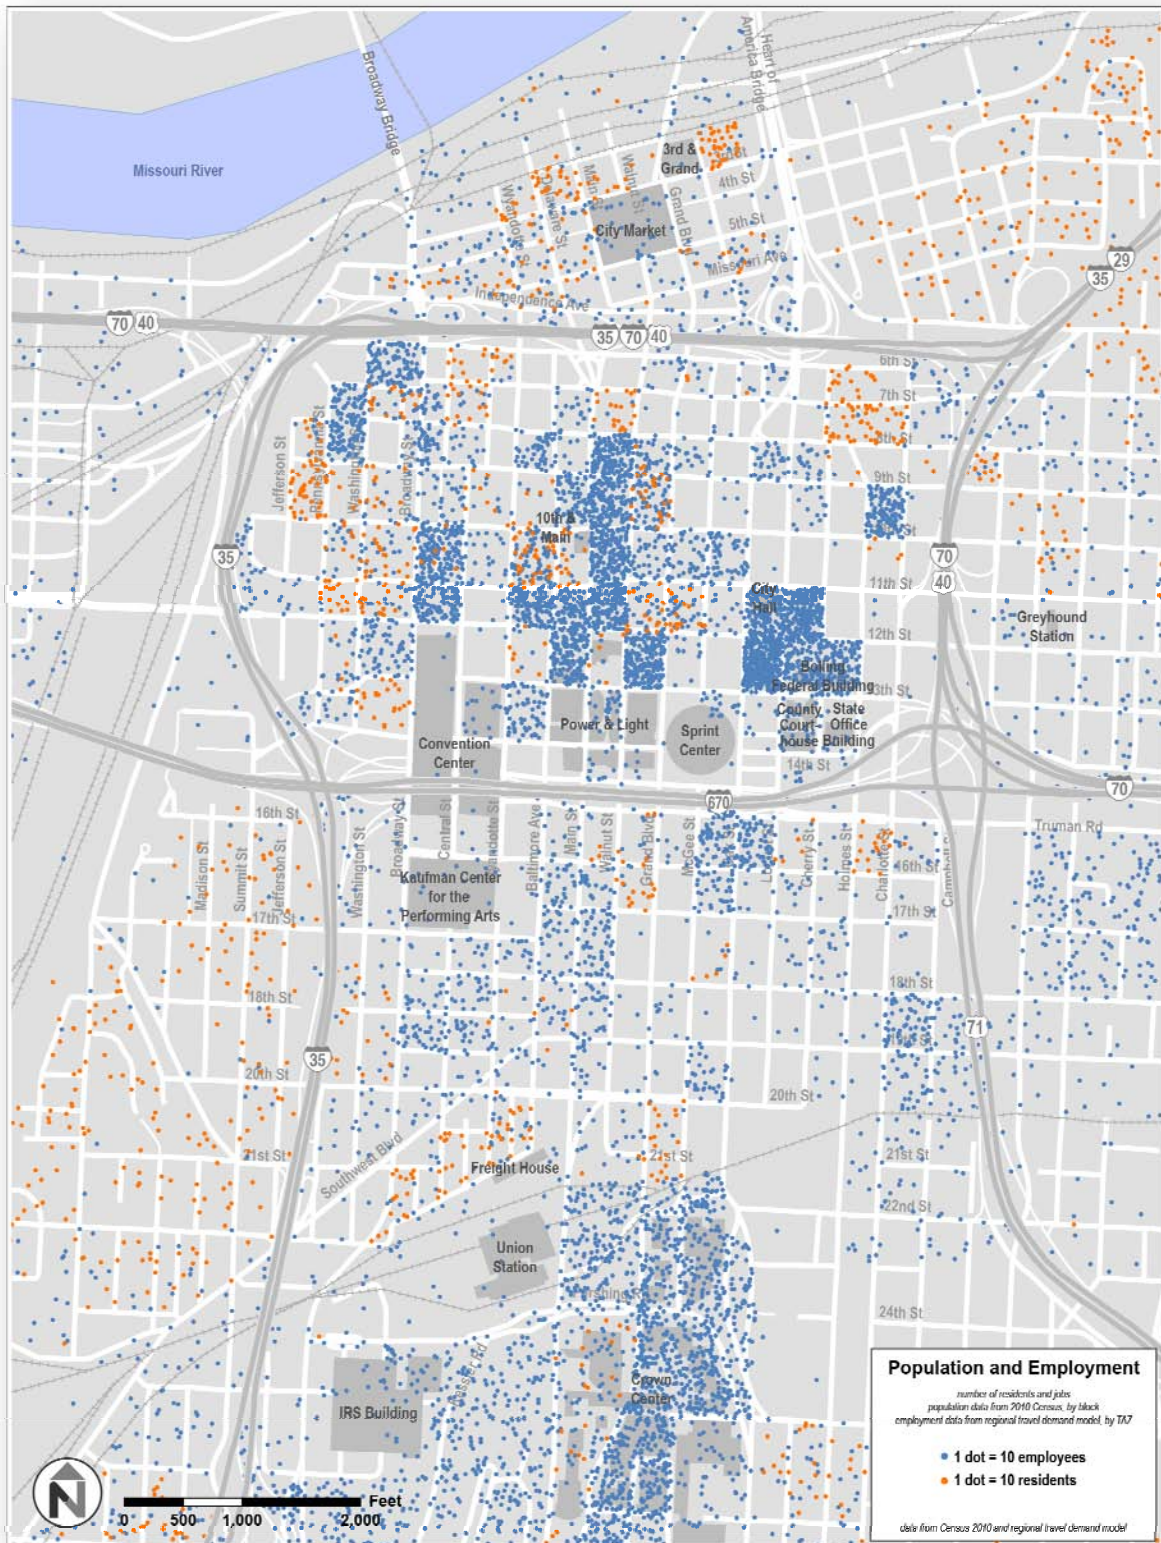 Broadway Bridge
Heart of
America Bridge
Missouri River
3rd &
Grand
3rd St
4th St
5th St
Walnut St
Main St
Delaware St
Wyandotte St
Grand Blvd
City Market
Missouri Ave
Independence Ave
29
35
70
40
35
70
40
6th St
7th St
8th St
9th St
Jefferson St
Pennsylvania St
Broadway St
10th &
Main
35
70
40
11th St
City
Hall
Greyhound
Station
12th St
Bolling
Federal Building
13th St
County
Court-
house
State
Office
Building
Power & Light
Sprint
Center
Convention
Center
14th St
670
70
16th St
Truman Rd
Madison St
Summit St
Jefferson St
Washington St
Broadway St
Central St
Wyandotte St
Baltimore Ave
Main St
Walnut St
Grand Blvd
McGee St
Cherry St
Holmes St
Charlotte St
16th St
17th St
17th St
Kaufman Center
for the
Performing Arts
18th St
18th St
19th St
71
35
20th St
20th St
21st St
21st St
21st St
Southwest Blvd
Freight House
22nd St
Union
Station
Pershing Rd
24th St
Kessler Rd
Crown
Center
IRS Building
Population and Employment
number of residents and jobs
population data from 2010 Census, by block
employment data from regional travel demand model, by TAZ
1 dot = 10 employees
1 dot = 10 residents
data from Census 2010 and regional travel demand model
N
Feet
0 500 1,000 2,000